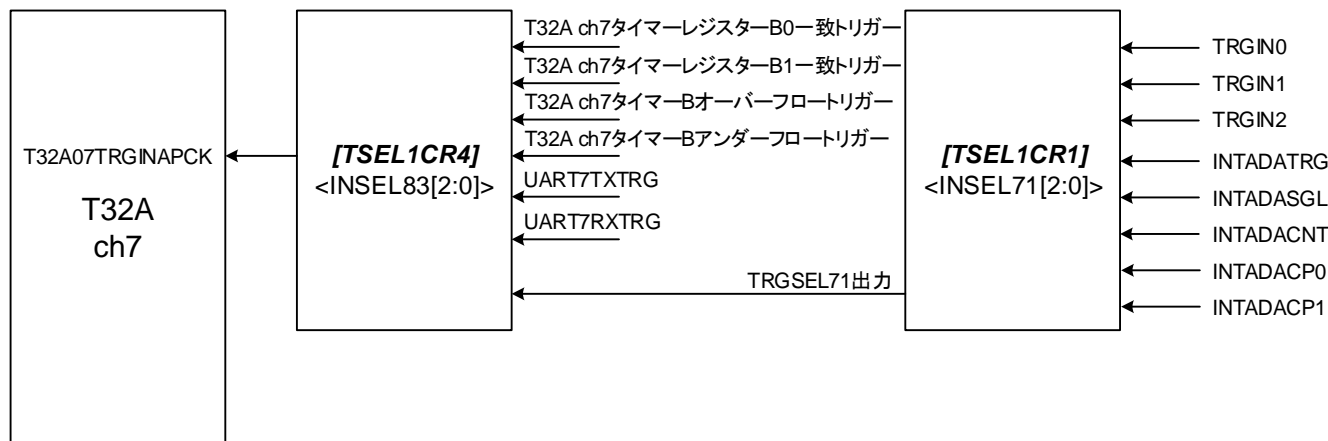 T32A07TRGINAPCK
T32A
ch7
[TSEL1CR4]
<INSEL83[2:0]>
T32A ch7タイマーレジスターB0一致トリガー
T32A ch7タイマーレジスターB1一致トリガー
T32A ch7タイマーBオーバーフロートリガー
T32A ch7タイマーBアンダーフロートリガー
UART7TXTRG
UART7RXTRG
TRGSEL71出力
[TSEL1CR1]
<INSEL71[2:0]>
TRGIN0
TRGIN1
TRGIN2
INTADATRG
INTADASGL
INTADACNT
INTADACP0
INTADACP1